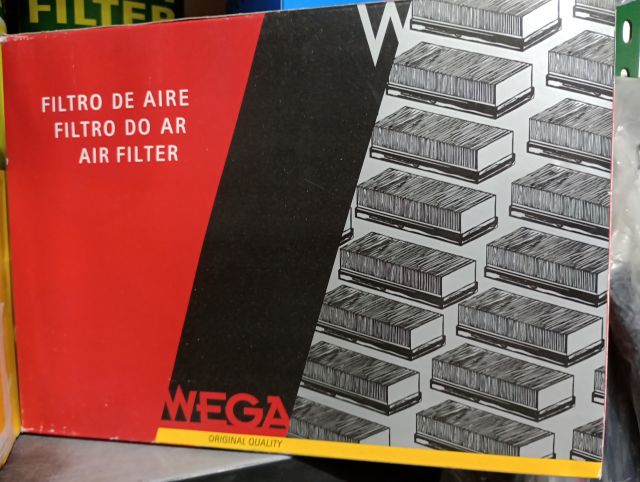 FILTER
FILTRO DE AIRE
FILTRO DO AR
AIR FILTER
W
WEGA
ORIGINAL QUALITY